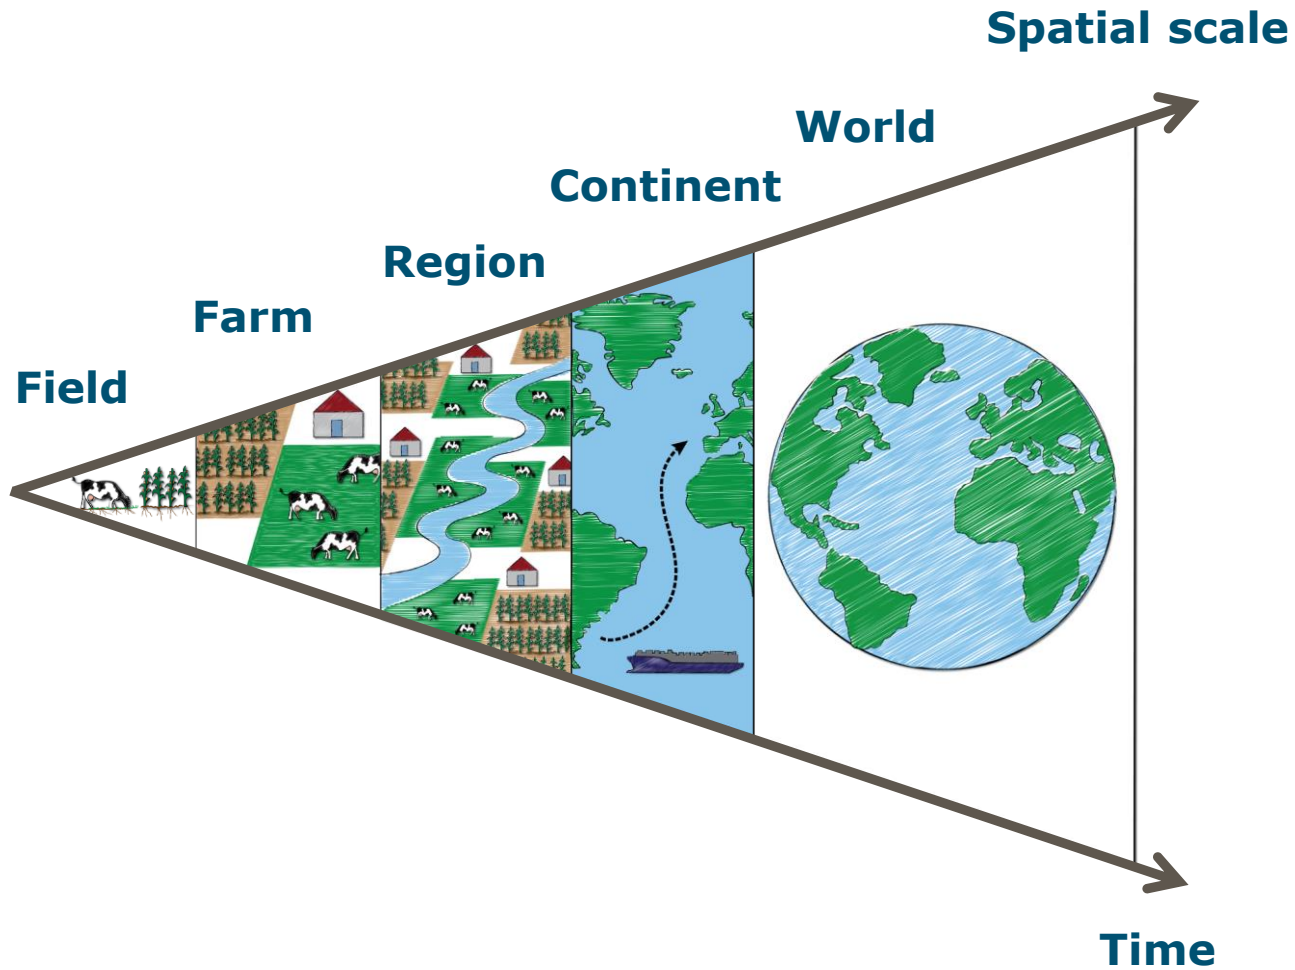 Spatial scale
World
Continent
Region
Farm
Field
Time